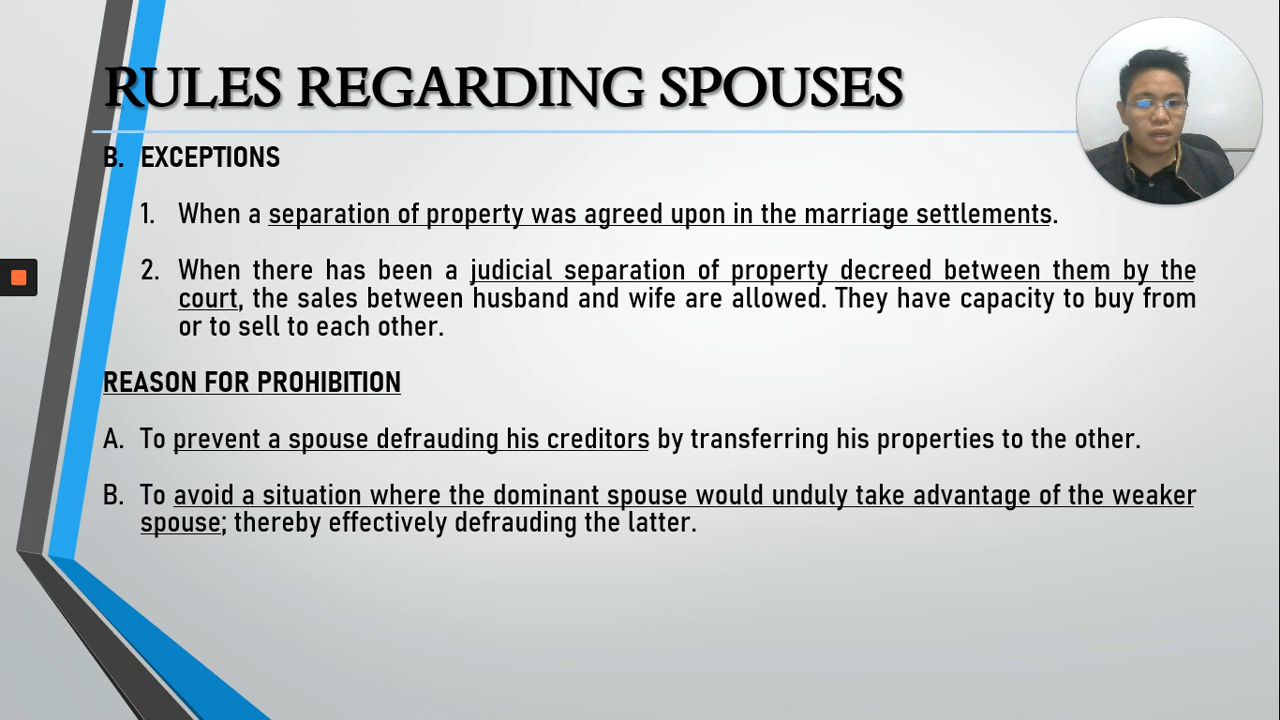 RULES REGARDING SPOUSES
B. EXCEPTIONS
1. When a separation of property was agreed upon in the marriage settlements.
2. When there has been a judicial separation of property decreed between them by the
court, the sales between husband and wife are allowed. They have capacity to buy from
or to sell to each other.
REASON FOR PROHIBITION
A. To prevent a spouse defrauding his creditors by transferring his properties to the other.
B. To avoid a situation where the dominant spouse would unduly take advantage of the weaker
spouse; thereby effectively defrauding the latter.